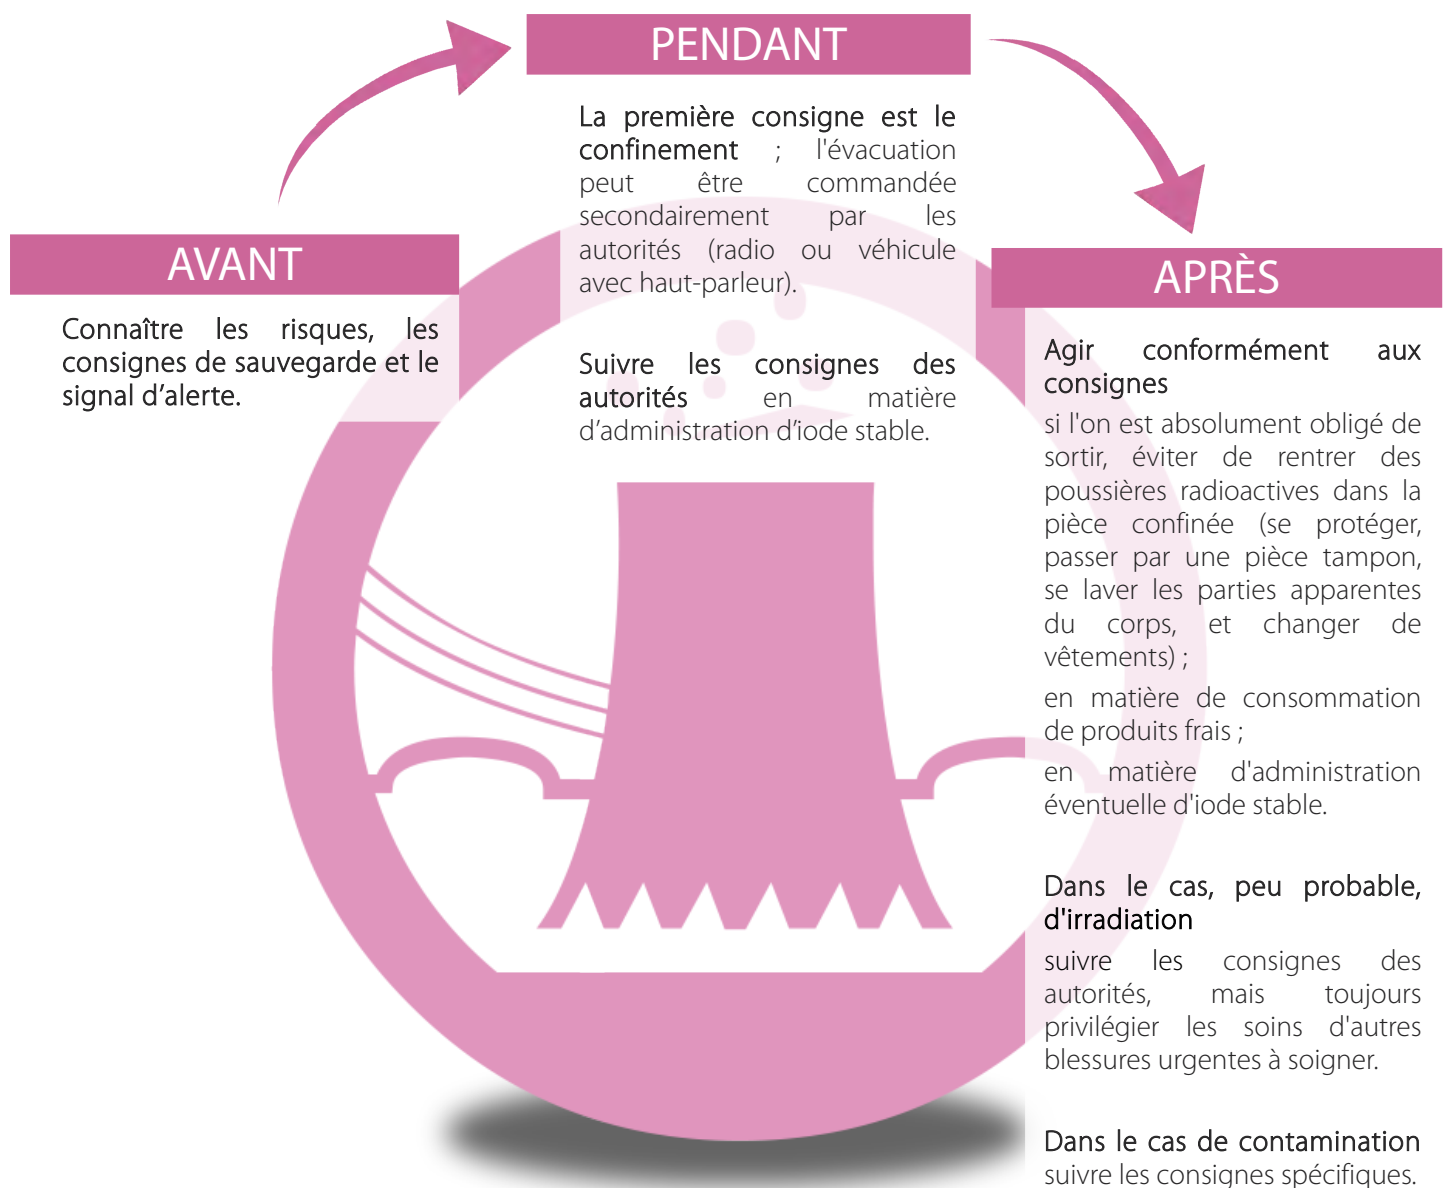 AVANT
Connaître les risques, les
consignes de sauvegarde et le
signal d’alerte.
PENDANT
La première consigne est le
confinement ; l'évacuation
peut être commandée
secondairement par les
autorités (radio ou véhicule
avec haut-parleur).
Suivre les consignes des
autorités en matière
d’administration d’iode stable.
APRÈS
Agir conformément aux
consignes
si l'on est absolument obligé de
sortir, éviter de rentrer des
poussières radioactives dans la
pièce confinée (se protéger,
passer par une pièce tampon,
se laver les parties apparentes
du corps, et changer de
vêtements) ;
en matière de consommation
de produits frais ;
en matière d'administration
éventuelle d'iode stable.
Dans le cas, peu probable,
d'irradiation
suivre les consignes des
autorités, mais toujours
privilégier les soins d'autres
blessures urgentes à soigner.
Dans le cas de contamination
suivre les consignes spécifiques.